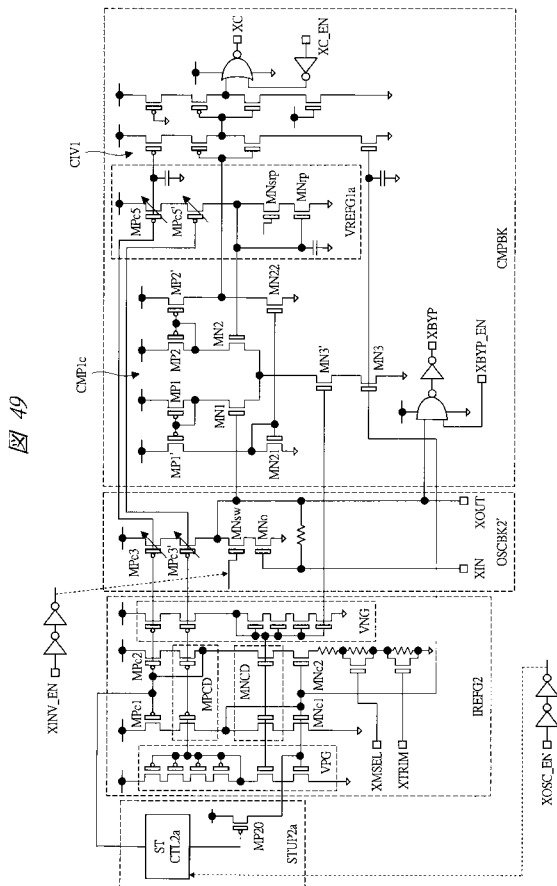 図 49
XINV_EN
ST
CTL2a
MP20
STUP2a
VPG
MPc1
MPc2
MPCD
MNCD
MNc1
MNc2
VNG
IREFG2
XMSEL
XTRIM
XOSC_EN
MPc3
MPc3'
MNsw
MNo
XIN
XOUT
OSCBK2'
CMP1c
MP1'
MP1
MP2
MP2'
MN1
MN2
MN21
MN22
MN3'
MN3
MPc5
MPc5'
MNsrp
MNrp
VREFG1a
CIV1
XC
XC_EN
CMPBK
XBYP
XBYP_EN